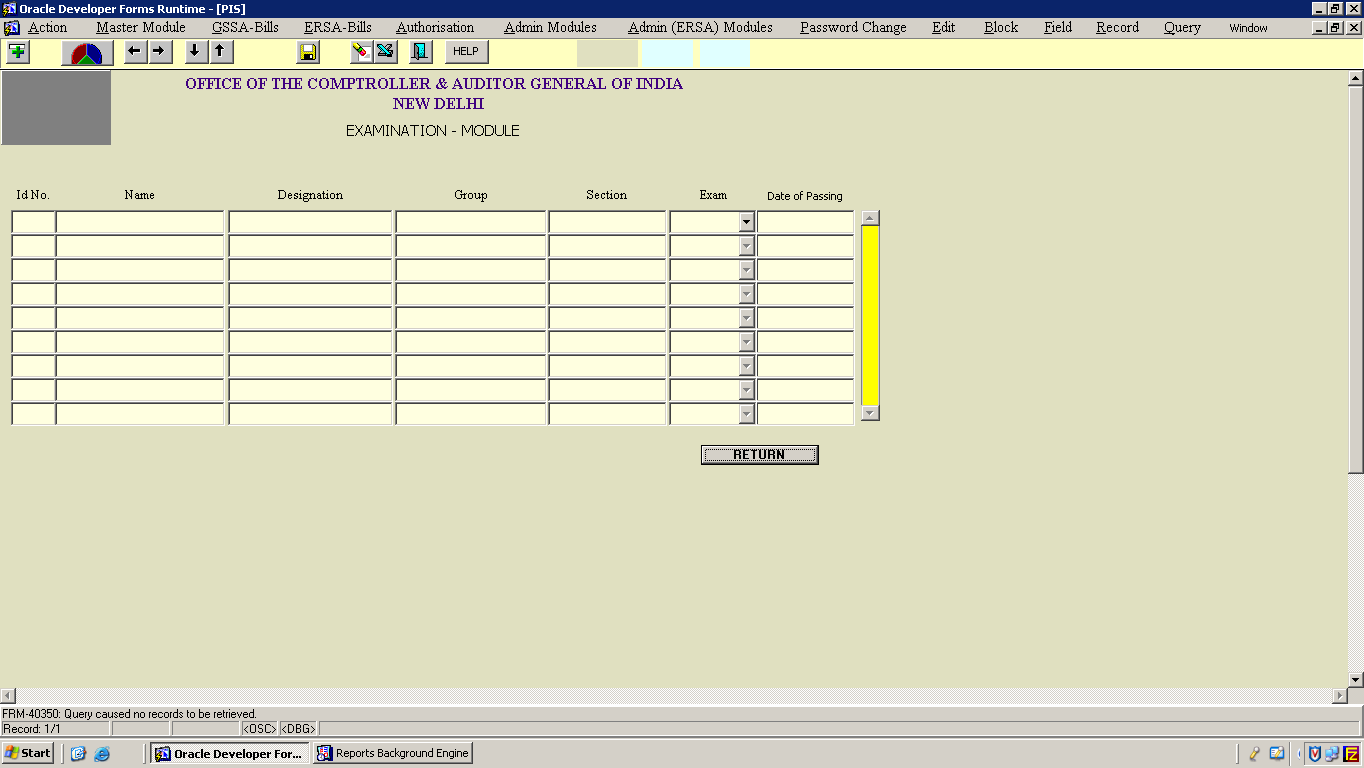 Oracle Developer Forms Runtime - [PIS]
Action Master Module GSSA-Bills ERSA-Bills Authorisation Admin Modules Admin (ERSA) Modules Password Change Edit Block Field Record Query Window
HELP
OFFICE OF THE COMPTROLLER & AUDITOR GENERAL OF INDIA
NEW DELHI
EXAMINATION - MODULE
Id No. Name Designation Group Section Exam Date of Passing
RETURN
FRM-40350: Query caused no records to be retrieved.
Record: 1/1 <OSC> <DBG>
Start Oracle Developer For... Reports Background Engine